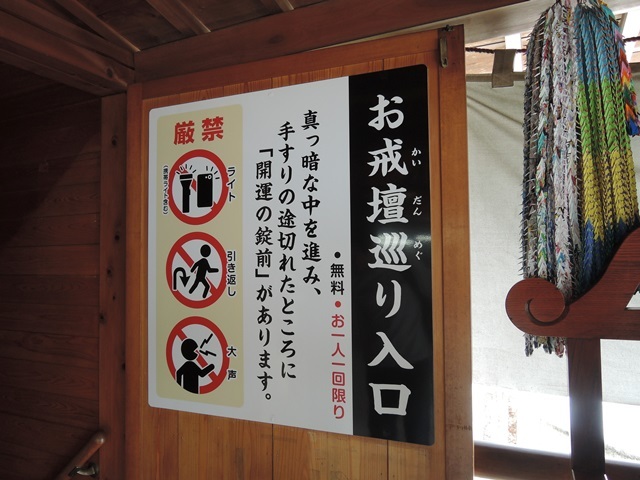 お戒壇巡り入口
かい だん めぐ
・無料・お一人一回限り
真っ暗な中を進み、
手すりの途切れたところに
「開運の錠前」があります。
厳禁
ライト
(携帯ライト含む)
引き返し
大声